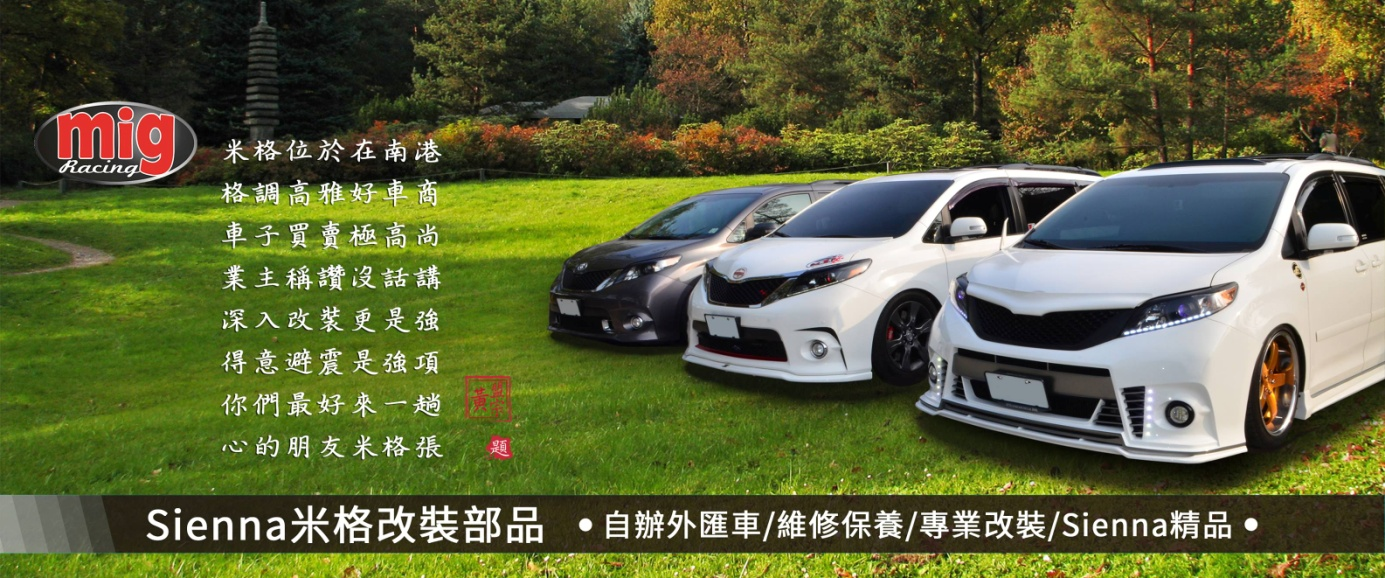 mig
Racing
米格位於在南港
格調高雅好車商
車子買賣極高尚
業主稱讚沒話講
深入改裝更是強
得意避震是強項
你們最好來一趟
心的朋友米格張
黃
題
Sienna米格改裝部品
•自辦外匯車/維修保養/專業改裝/Sienna精品•